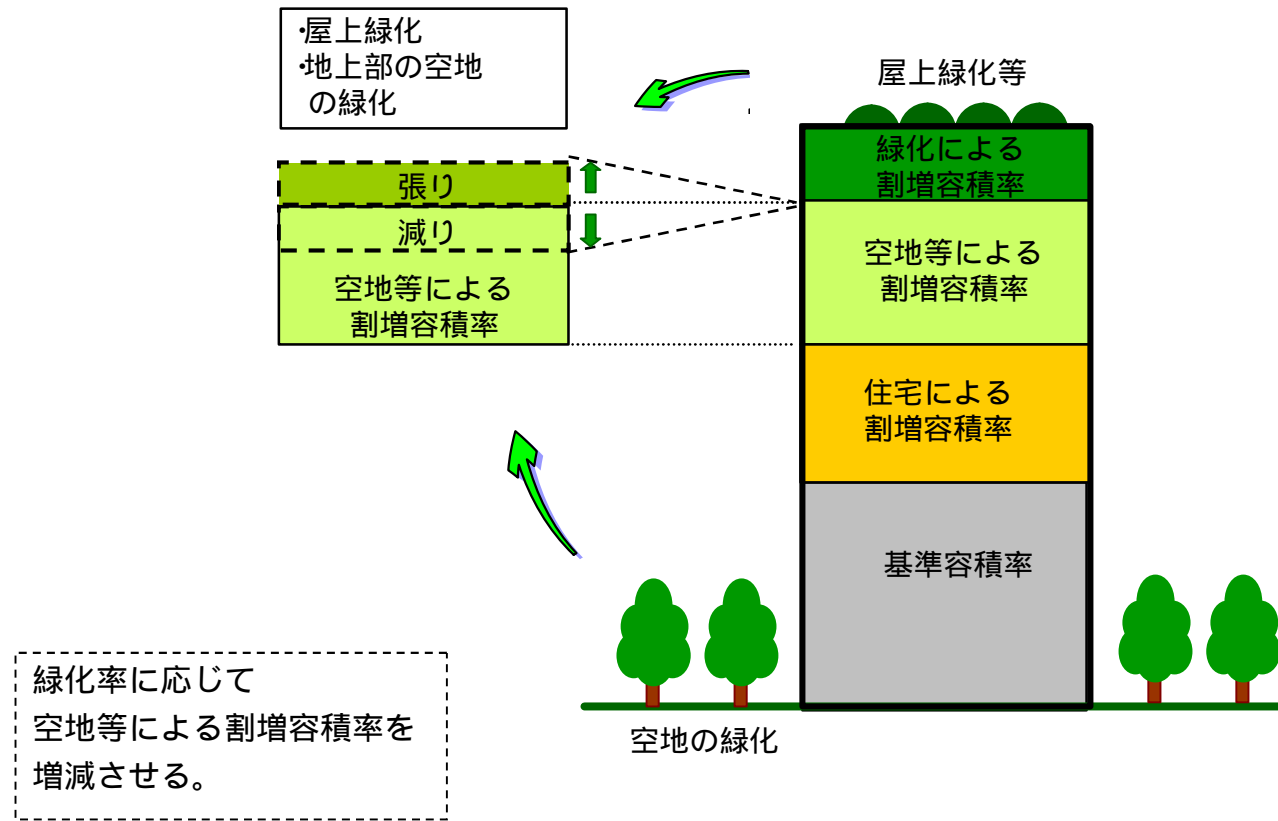 ・屋上緑化
・地上部の空地
の緑化
屋上緑化等
緑化による
割増容積率
張り
減り
空地等による
割増容積率
空地等による
割増容積率
住宅による
割増容積率
基準容積率
緑化率に応じて
空地等による割増容積率を
増減させる。
空地の緑化